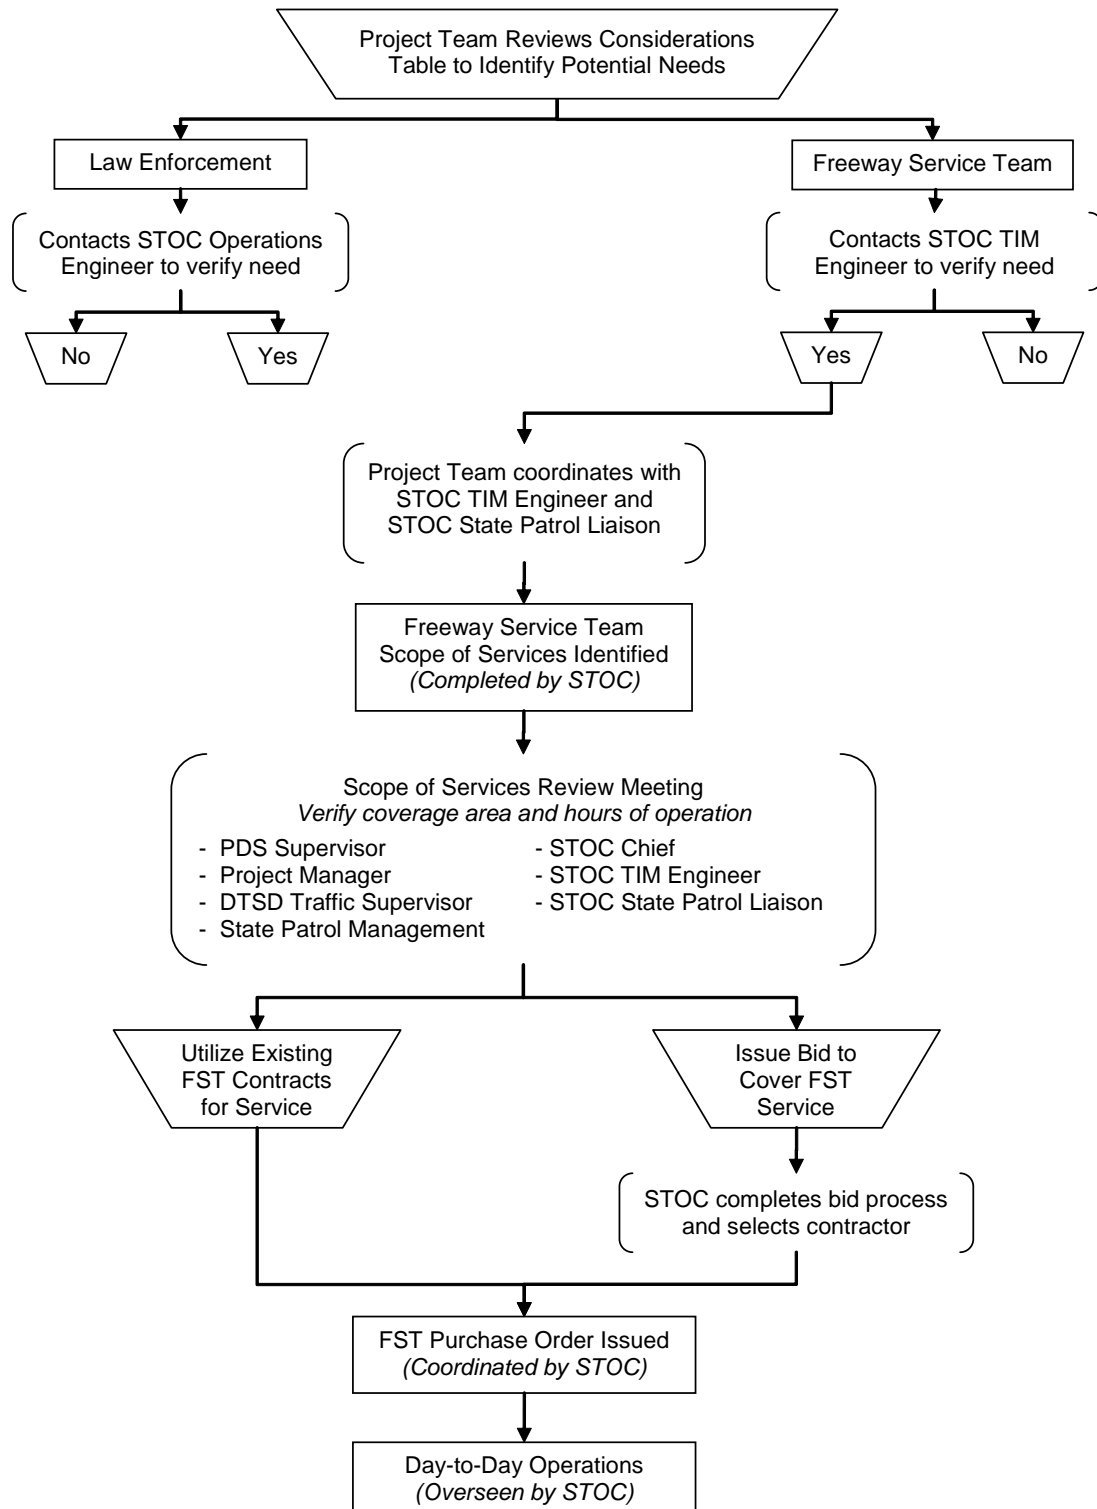 Project Team Reviews Considerations
Table to Identify Potential Needs
Law Enforcement
Freeway Service Team
Contacts STOC Operations
Engineer to verify need
Contacts STOC TIM
Engineer to verify need
No
Yes
Yes
No
Project Team coordinates with
STOC TIM Engineer and
STOC State Patrol Liaison
Freeway Service Team
Scope of Services Identified
(Completed by STOC)
Scope of Services Review Meeting
Verify coverage area and hours of operation
- PDS Supervisor
- Project Manager
- DTSD Traffic Supervisor
- State Patrol Management
- STOC Chief
- STOC TIM Engineer
- STOC State Patrol Liaison
Utilize Existing
FST Contracts
for Service
Issue Bid to
Cover FST
Service
STOC completes bid process
and selects contractor
FST Purchase Order Issued
(Coordinated by STOC)
Day-to-Day Operations
(Overseen by STOC)